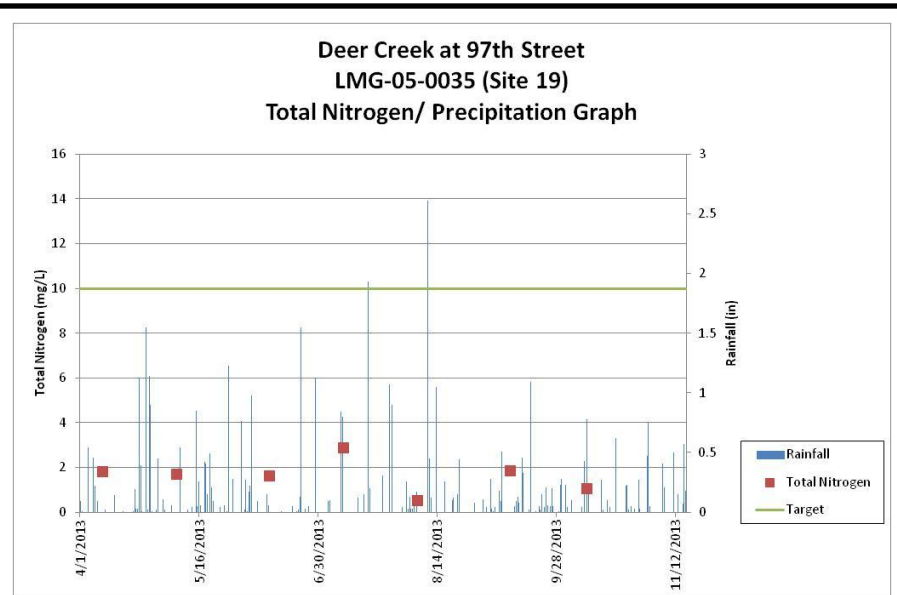 Deer Creek at 97th Street
LMG-05-0035 (Site 19)
Total Nitrogen/ Precipitation Graph
Total Nitrogen (mg/L)
16
14
12
10
8
6
4
2
0
3
2.5
2
1.5
1
0.5
0
Rainfall (in)
4/1/2013
5/16/2013
6/30/2013
8/14/2013
9/28/2013
11/12/2013
Rainfall
Total Nitrogen
Target